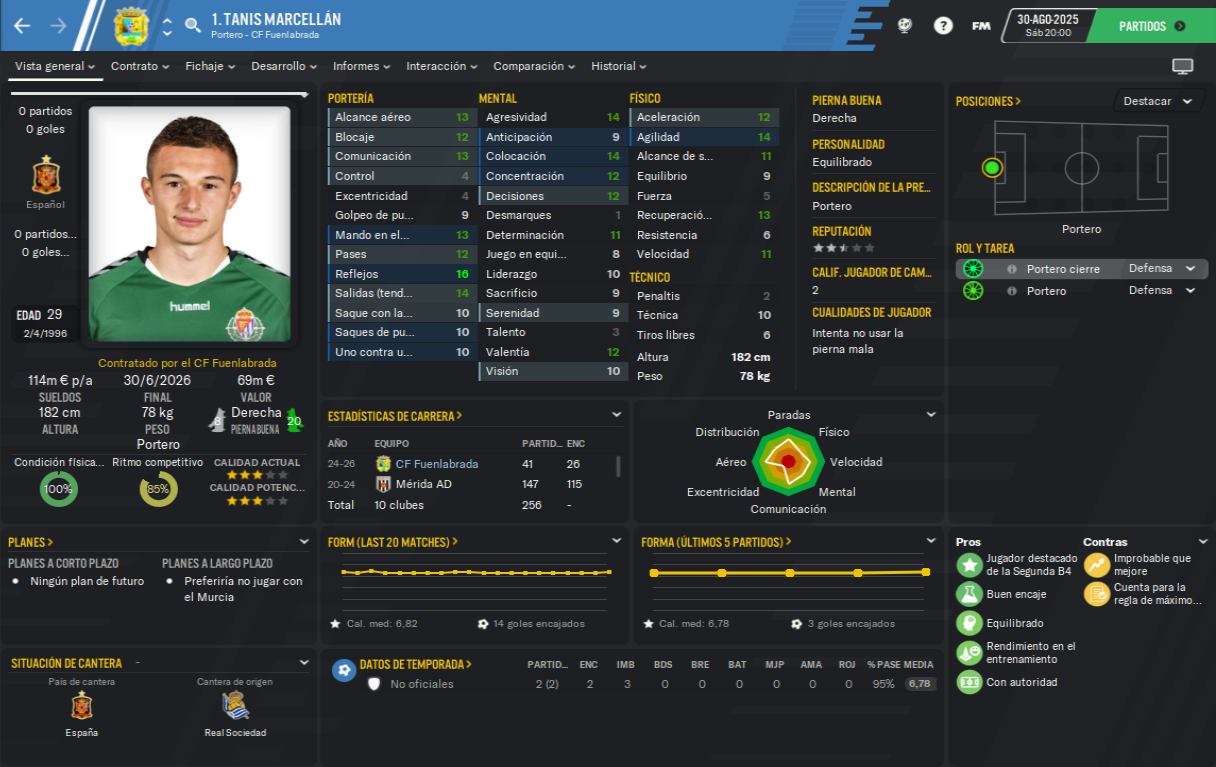 1. TANIS MARCELLÁN
Portero - CF Fuenlabrada
FM
30-AGO-2025
Sáb 20:00
PARTIDOS
Vista general
Contrato
Fichaje
Desarrollo
Informes
Interacción
Comparación
Historial
0 partidos
0 goles
Español
0 partidos...
0 goles...
EDAD 29
2/4/1996
hummel
Contratado por el CF Fuenlabrada
114m € p/a
SUELDOS
30/6/2026
FINAL
69m €
VALOR
182 cm
ALTURA
78 kg
PESO
8 Derecha 20
PIERNA BUENA
Portero
Condición física...
100%
Ritmo competitivo
85%
CALIDAD ACTUAL
CALIDAD POTENC...
PORTERÍA
Alcance aéreo 13
Blocaje 12
Comunicación 13
Control 4
Excentricidad 4
Golpeo de pu... 9
Mando en el... 13
Pases 12
Reflejos 16
Salidas (tend... 14
Saque con la... 10
Saques de pu... 10
Uno contra u... 10
MENTAL
Agresividad 14
Anticipación 9
Colocación 14
Concentración 12
Decisiones 12
Desmarques 1
Determinación 11
Juego en equi... 8
Liderazgo 10
Sacrificio 9
Serenidad 9
Talento 3
Valentía 12
Visión 10
FÍSICO
Aceleración 12
Agilidad 14
Alcance de s... 11
Equilibrio 9
Fuerza 5
Recuperació... 13
Resistencia 6
Velocidad 11
TÉCNICO
Penaltis 2
Técnica 10
Tiros libres 6
Altura 182 cm
Peso 78 kg
PIERNA BUENA
Derecha
PERSONALIDAD
Equilibrado
DESCRIPCIÓN DE LA PRE...
Portero
REPUTACIÓN
CALIF. JUGADOR DE CAM...
2
CUALIDADES DE JUGADOR
Intenta no usar la
pierna mala
POSICIONES >
Destacar
Portero
ROL Y TAREA
Portero cierre Defensa
Portero Defensa
ESTADÍSTICAS DE CARRERA >
AÑO EQUIPO PARTID... ENC
24-26 CF Fuenlabrada 41 26
20-24 Mérida AD 147 115
Total 10 clubes 256 -
Paradas
Distribución Físico
Aéreo Velocidad
Excentricidad Mental
Comunicación
PLANES >
PLANES A CORTO PLAZO
Ningún plan de futuro
PLANES A LARGO PLAZO
Preferiría no jugar con
el Murcia
FORM (LAST 20 MATCHES) >
Cal. med: 6,82 14 goles encajados
FORMA (ÚLTIMOS 5 PARTIDOS) >
Cal. med: 6,78 3 goles encajados
Pros
Jugador destacado
de la Segunda B4
Buen encaje
Equilibrado
Rendimiento en el
entrenamiento
Con autoridad
Contras
Improbable que
mejore
Cuenta para la
regla de máximo...
SITUACIÓN DE CANTERA -
País de cantera
España
Cantera de origen
Real Sociedad
DATOS DE TEMPORADA >
PARTID... ENC IMB BDS BRE BAT MJP AMA ROJ % PASE MEDIA
No oficiales 2 (2) 2 3 0 0 0 0 0 0 95% 6,78